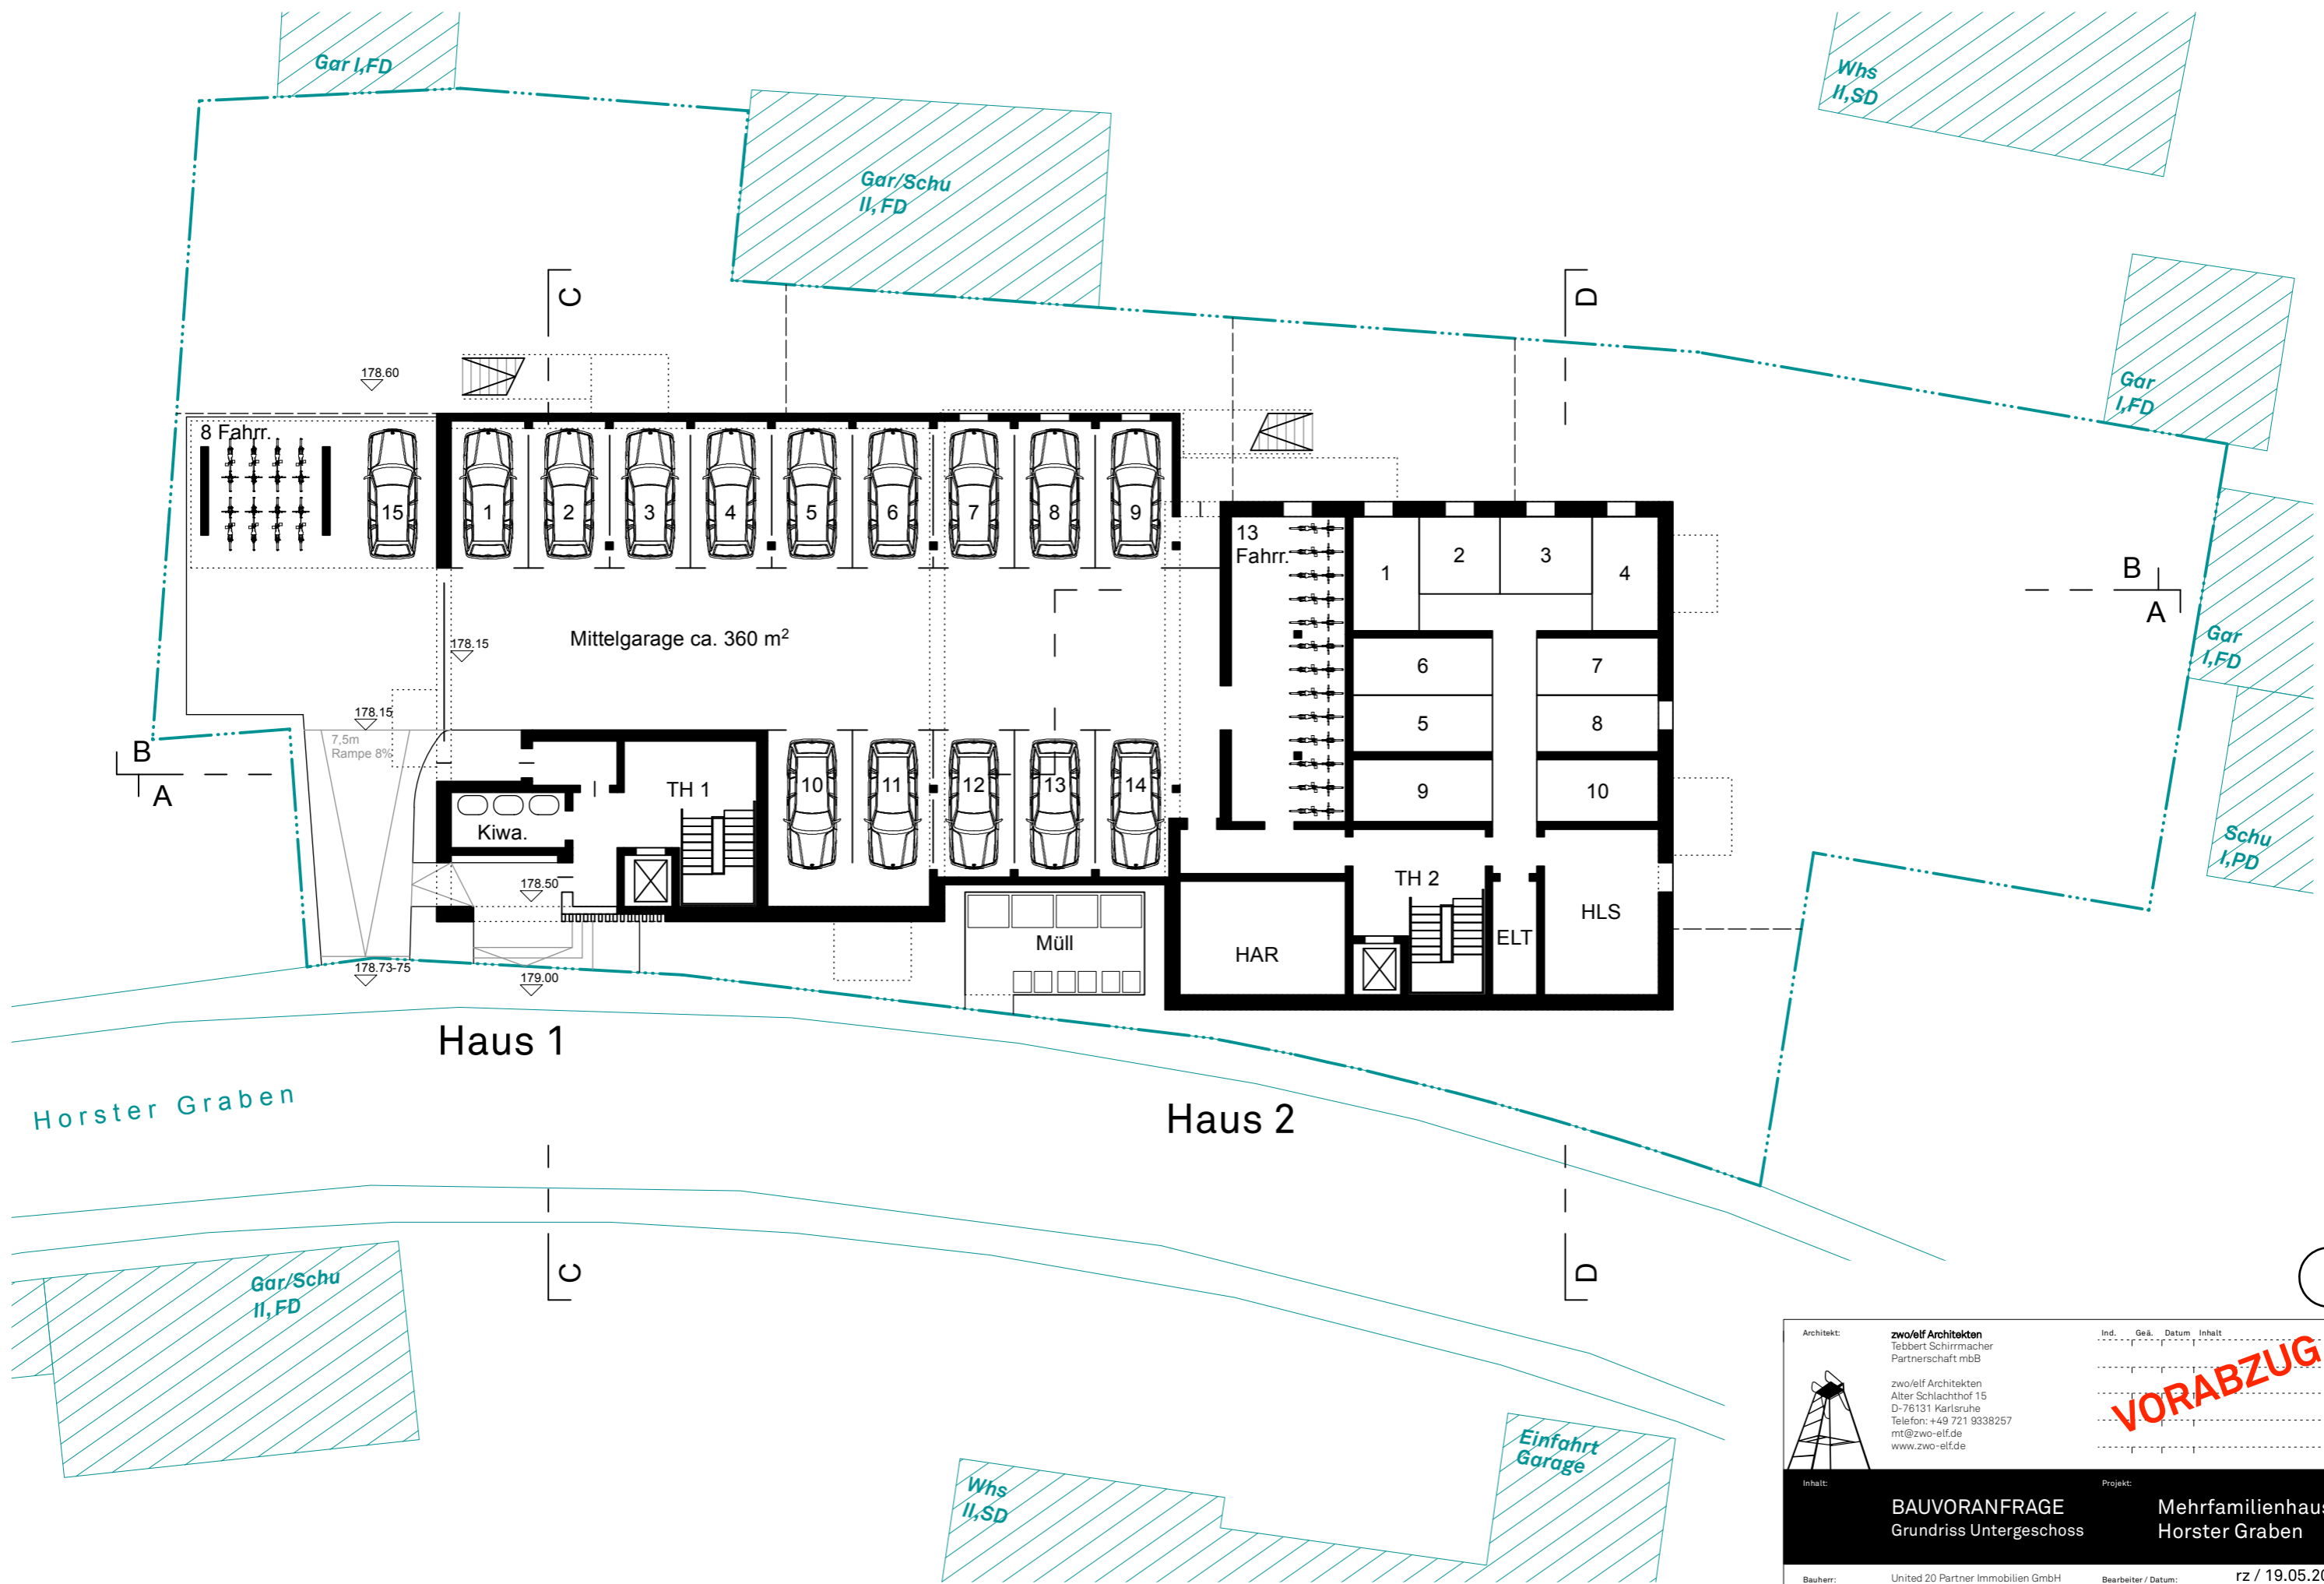 Gar I,FD
Whs
II,SD
Gar/Schu
II,FD
C
D
178.60
Gar
I,FD
8 Fahrr.
15
1
2
3
4
5
6
7
8
9
13
Fahrr.
1
2
3
4
B
A
Mittelgarage ca. 360 m²
178.15
Gar
I,FD
6
7
5
8
178.15
7,5m
Rampe 8%
B
A
TH 1
10
11
12
13
14
9
10
Kiwa.
Schu
I,PD
178.50
TH 2
HLS
Müll
HAR
ELT
178.73-75
179.00
Haus 1
Horster Graben
Haus 2
Gar/Schu
II,FD
C
D
Whs
II,SD
Einfahrt
Garage
Architekt:
zwo/elf Architekten
Tebbert Schirrmacher
Partnerschaft mbB
zwo/elf Architekten
Alter Schlachthof 15
D-76131 Karlsruhe
Telefon: +49 721 9338257
mt@zwo-elf.de
www.zwo-elf.de
Ind. Geä. Datum Inhalt
VORABZUG
Inhalt:
BAUVORANFRAGE
Grundriss Untergeschoss
Projekt:
Mehrfamilienhaus
Horster Graben
Bauherr:
United 20 Partner Immobilien GmbH
Bearbeiter / Datum:
rz / 19.05.20